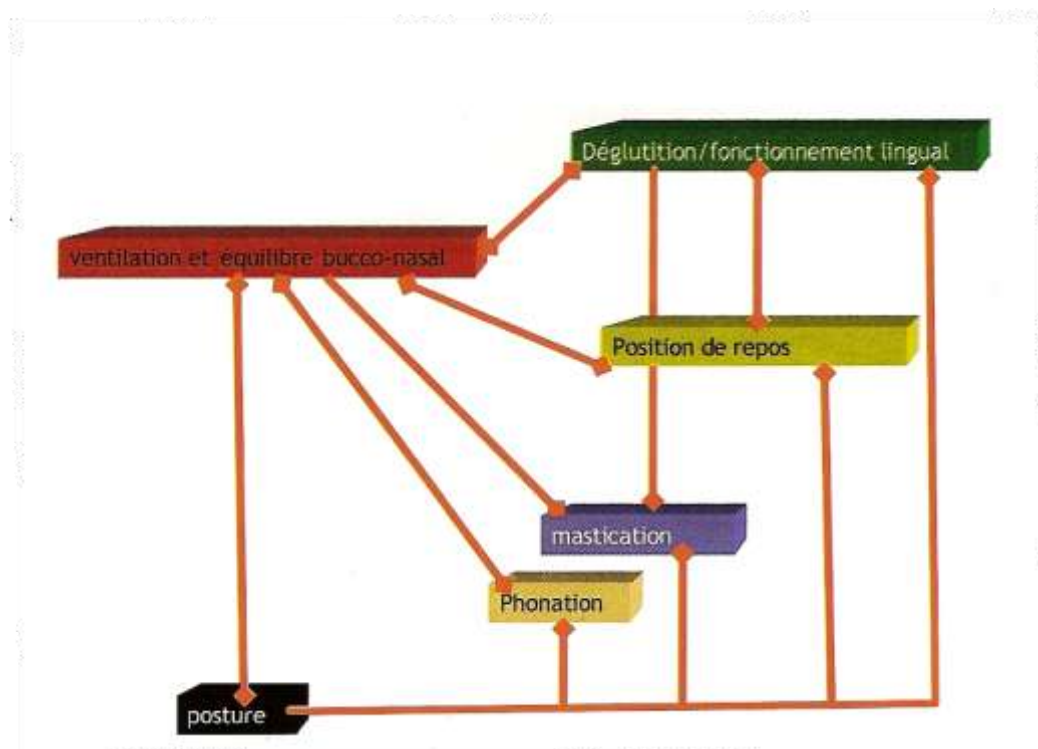 Déglutition/fonctionnement lingual
ventilation et équilibre bucco-nasal
Position de repos
mastication
Phonation
posture